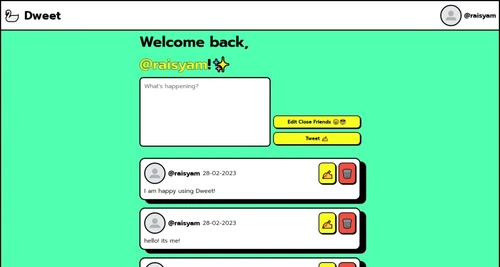 Dweet
@raisyam
Welcome back,
@raisyam!
What's happening?
Edit Close Friends
Tweet
@raisyam 28-02-2023
I am happy using Dweet!
@raisyam 28-02-2023
hello! its me!